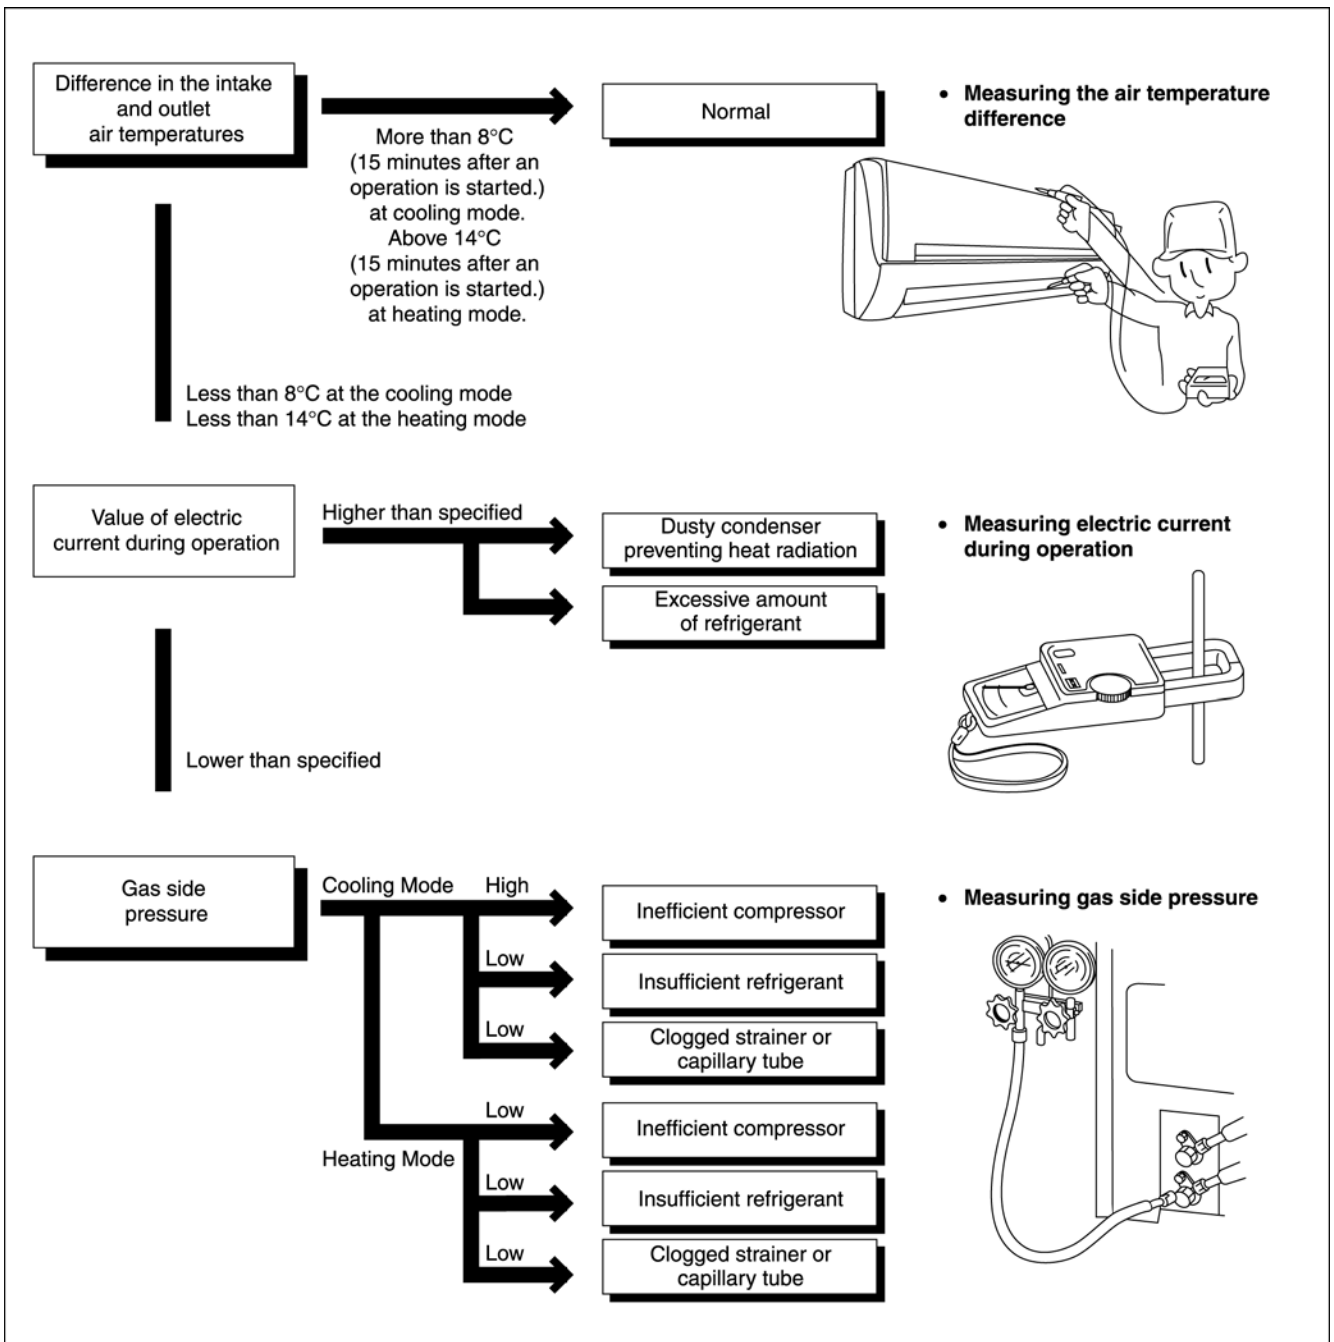 Difference in the intake
and outlet
air temperatures
More than 8°C
(15 minutes after an
operation is started.)
at cooling mode.
Above 14°C
(15 minutes after an
operation is started.)
at heating mode.
Normal
• Measuring the air temperature
difference
Less than 8°C at the cooling mode
Less than 14°C at the heating mode
Value of electric
current during operation
Higher than specified
Dusty condenser
preventing heat radiation
Excessive amount
of refrigerant
• Measuring electric current
during operation
Lower than specified
Gas side
pressure
Cooling Mode
High
Inefficient compressor
Low
Insufficient refrigerant
Low
Clogged strainer or
capillary tube
Heating Mode
Low
Inefficient compressor
Low
Insufficient refrigerant
Low
Clogged strainer or
capillary tube
• Measuring gas side pressure